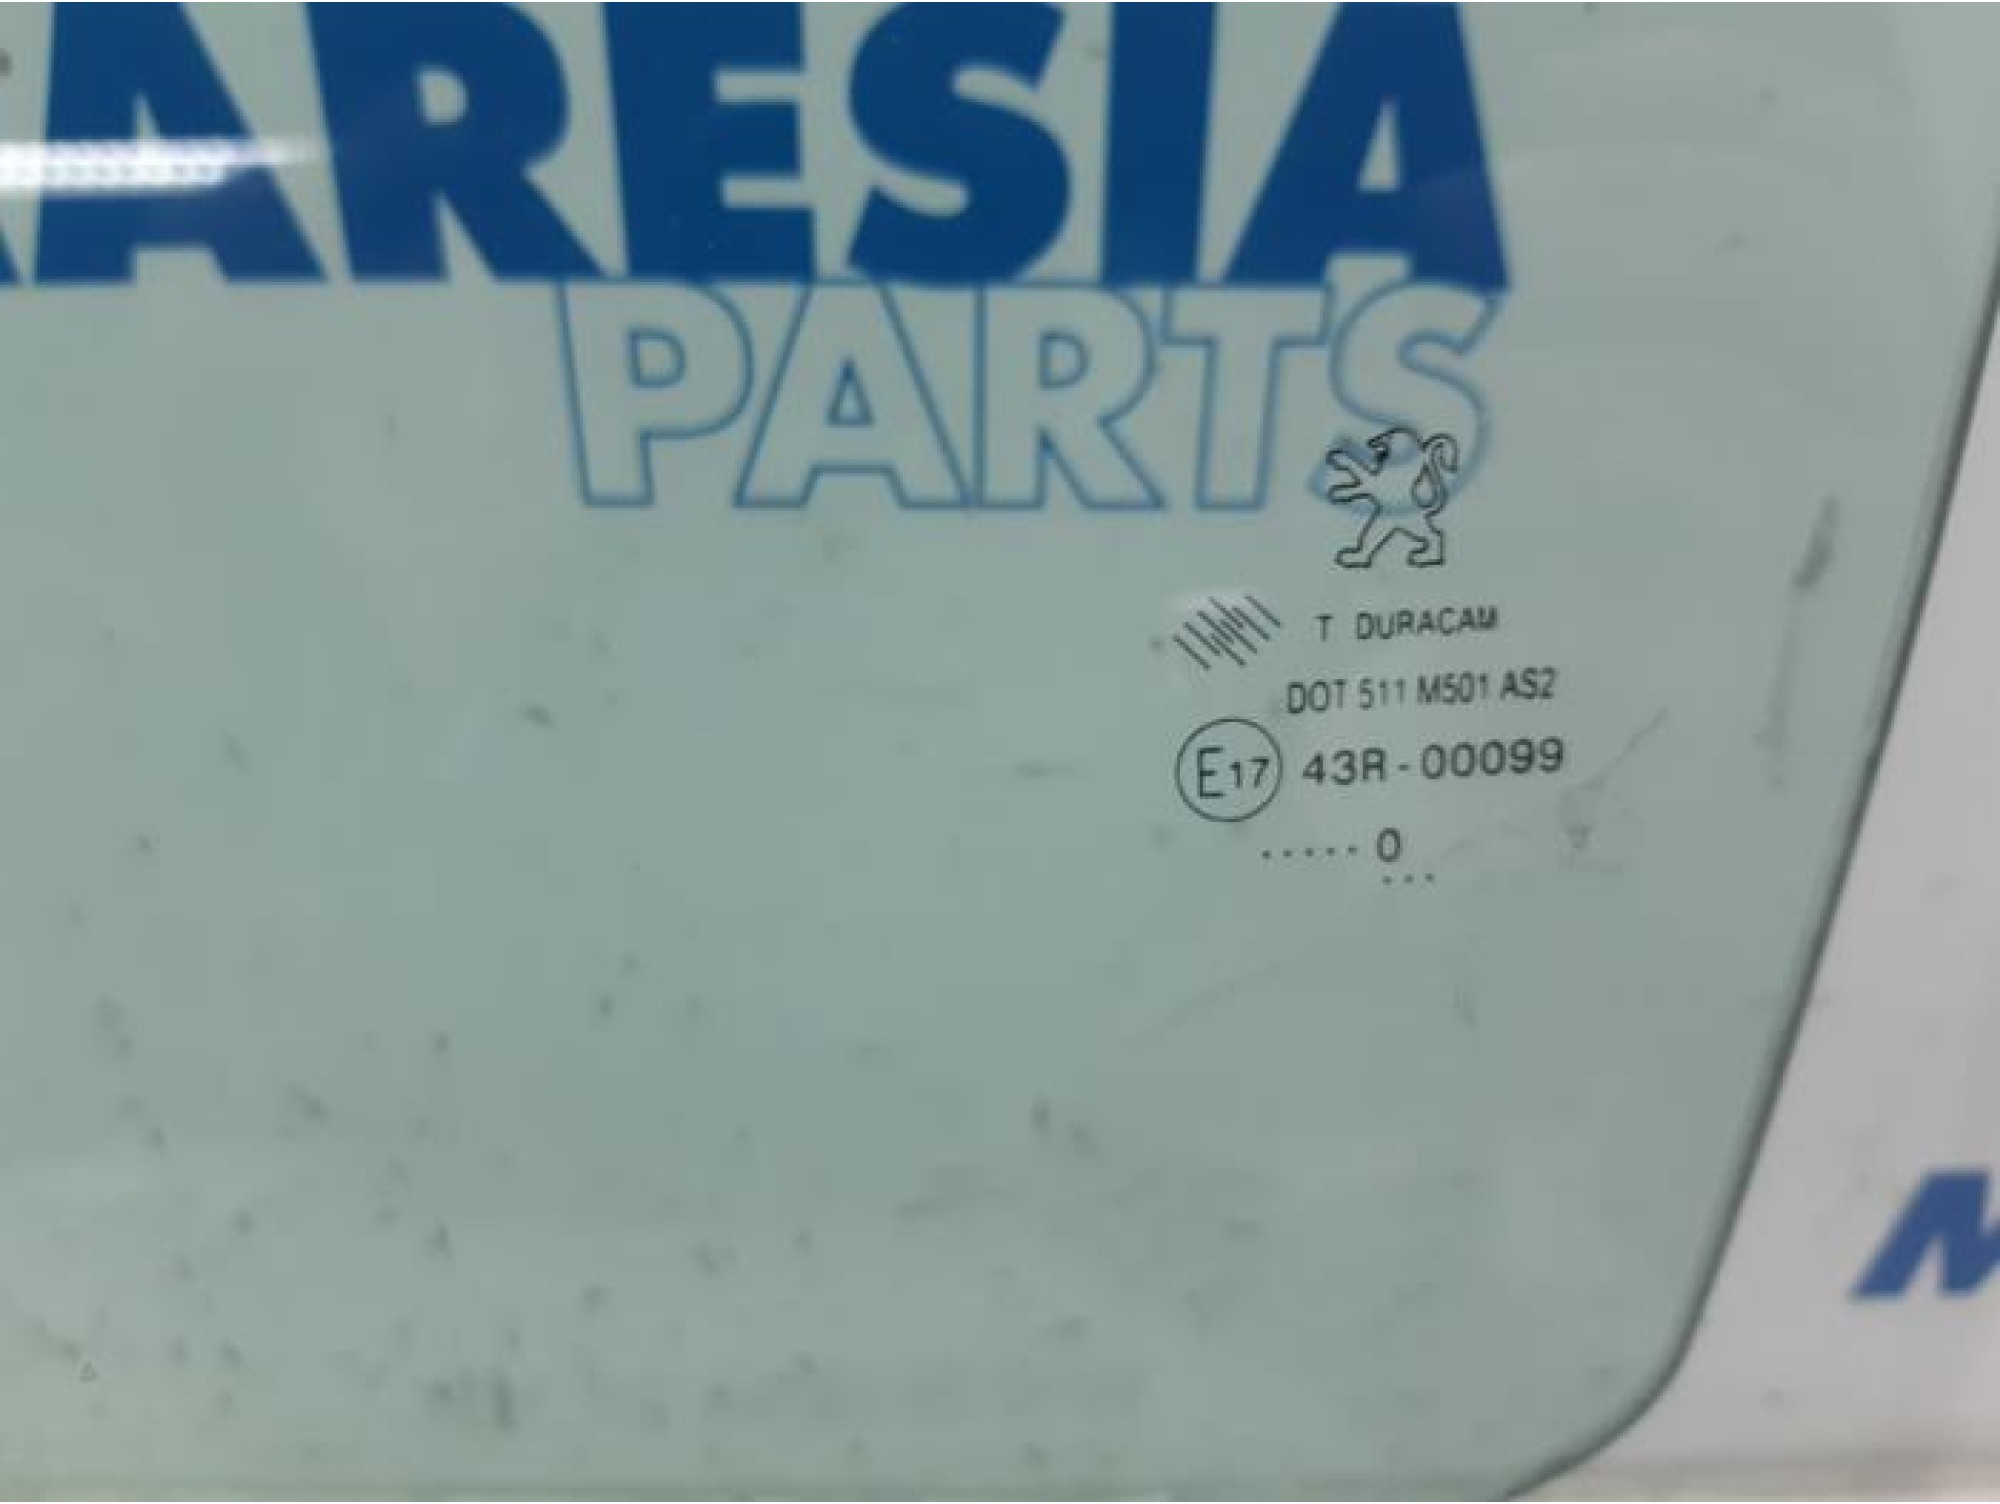 ARESIA
PARTS
T DURACAM
DOT 511 M501 AS2
E17 43R-00099
..... 0
...
M